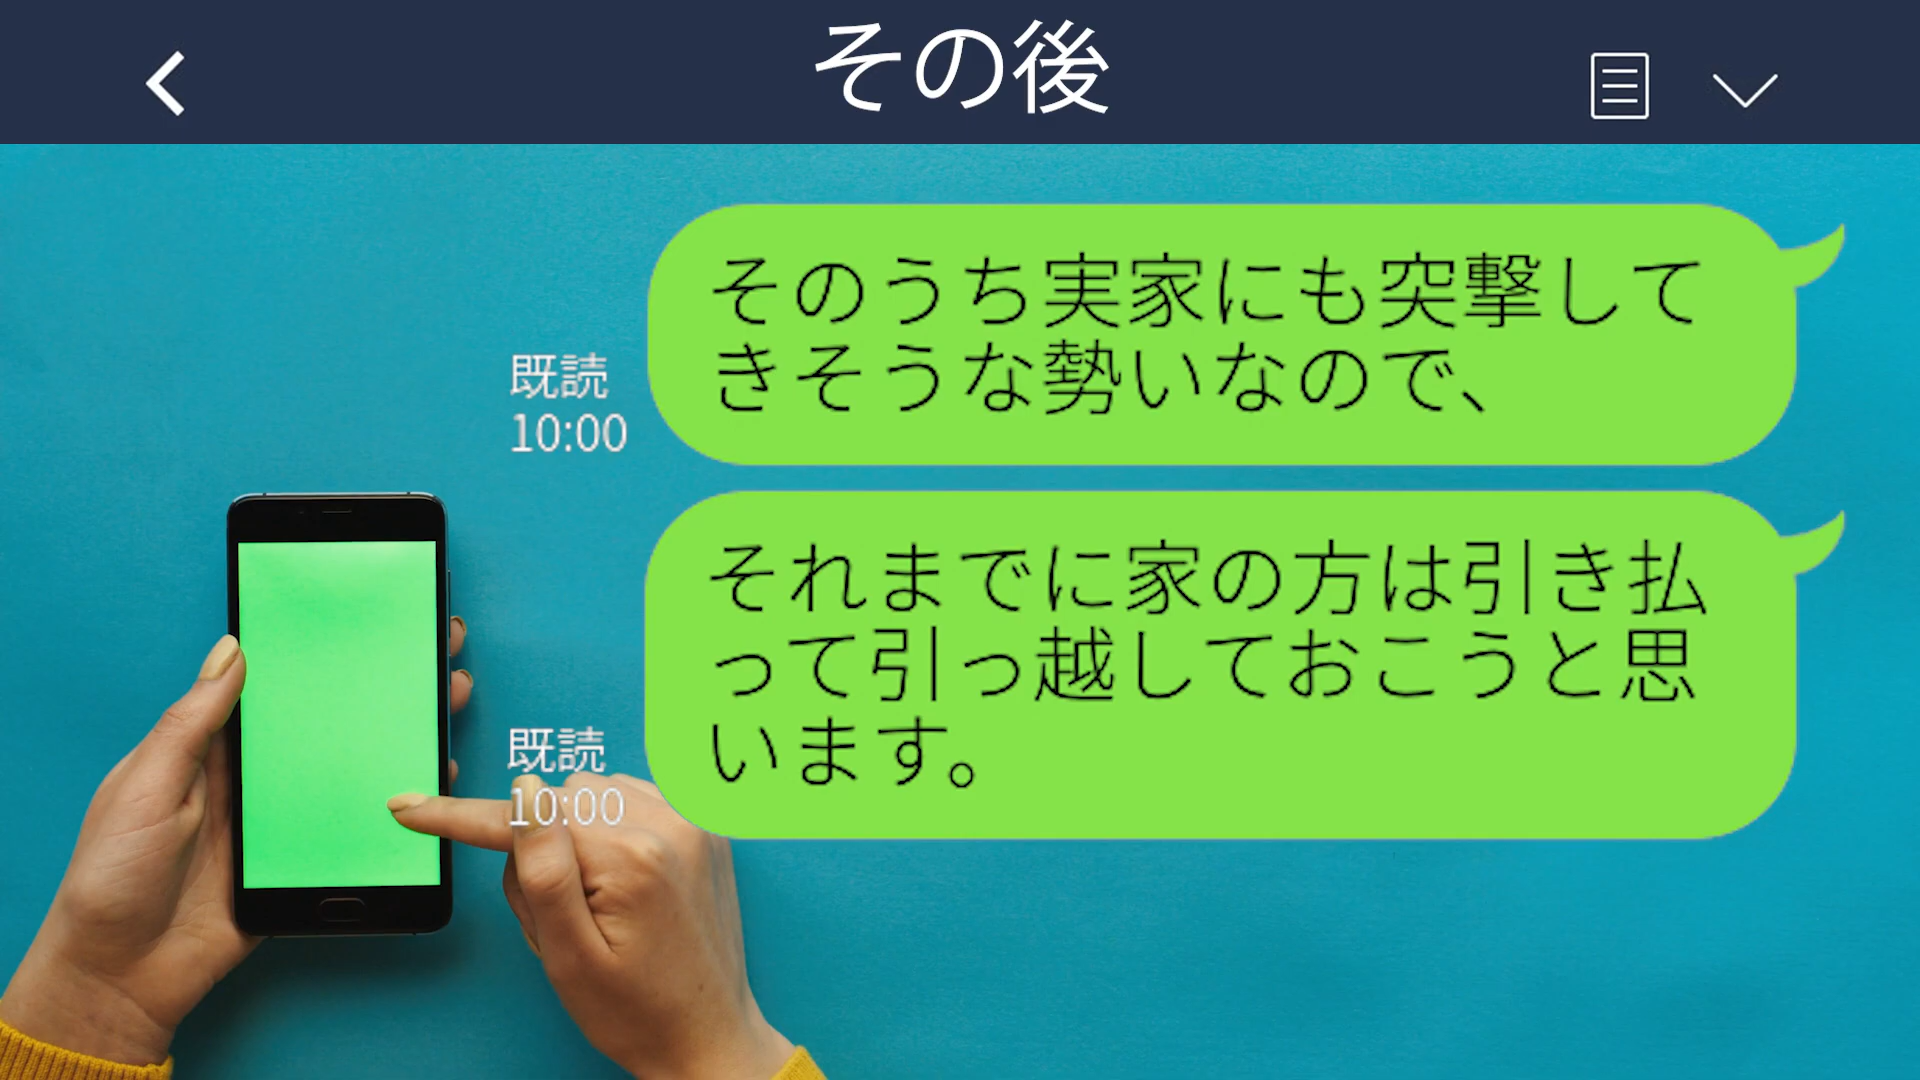 その後
そのうち実家にも突撃して
きそうな勢いなので、
既読
10:00
それまでに家の方は引き払
って引っ越しておこうと思
います。
既読
10:00